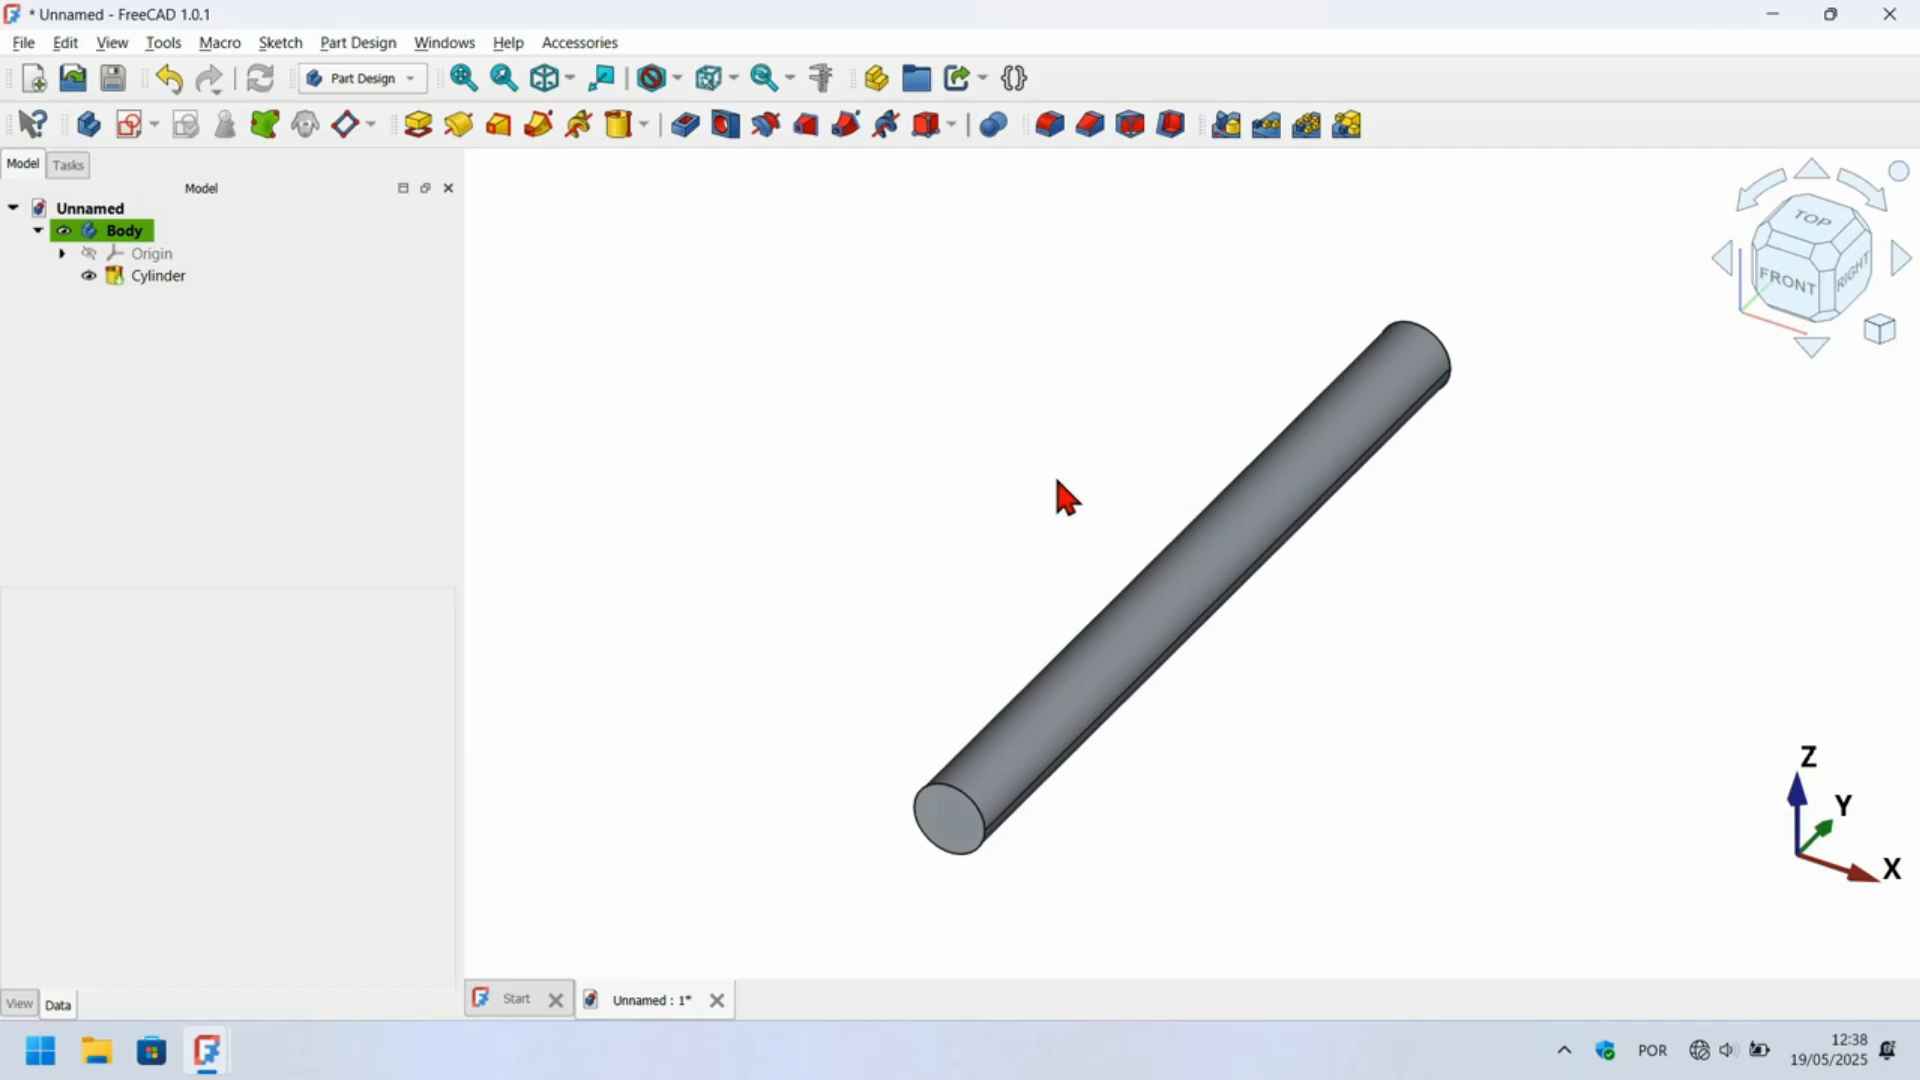 * Unnamed - FreeCAD 1.0.1
File Edit View Tools Macro Sketch Part Design Windows Help Accessories
Part Design
Model Tasks
Model
Unnamed
Body
Origin
Cylinder
TOP
FRONT
RIGHT
Z
Y
X
View Data
Start
Unnamed : 1*
POR
12:38
19/05/2025